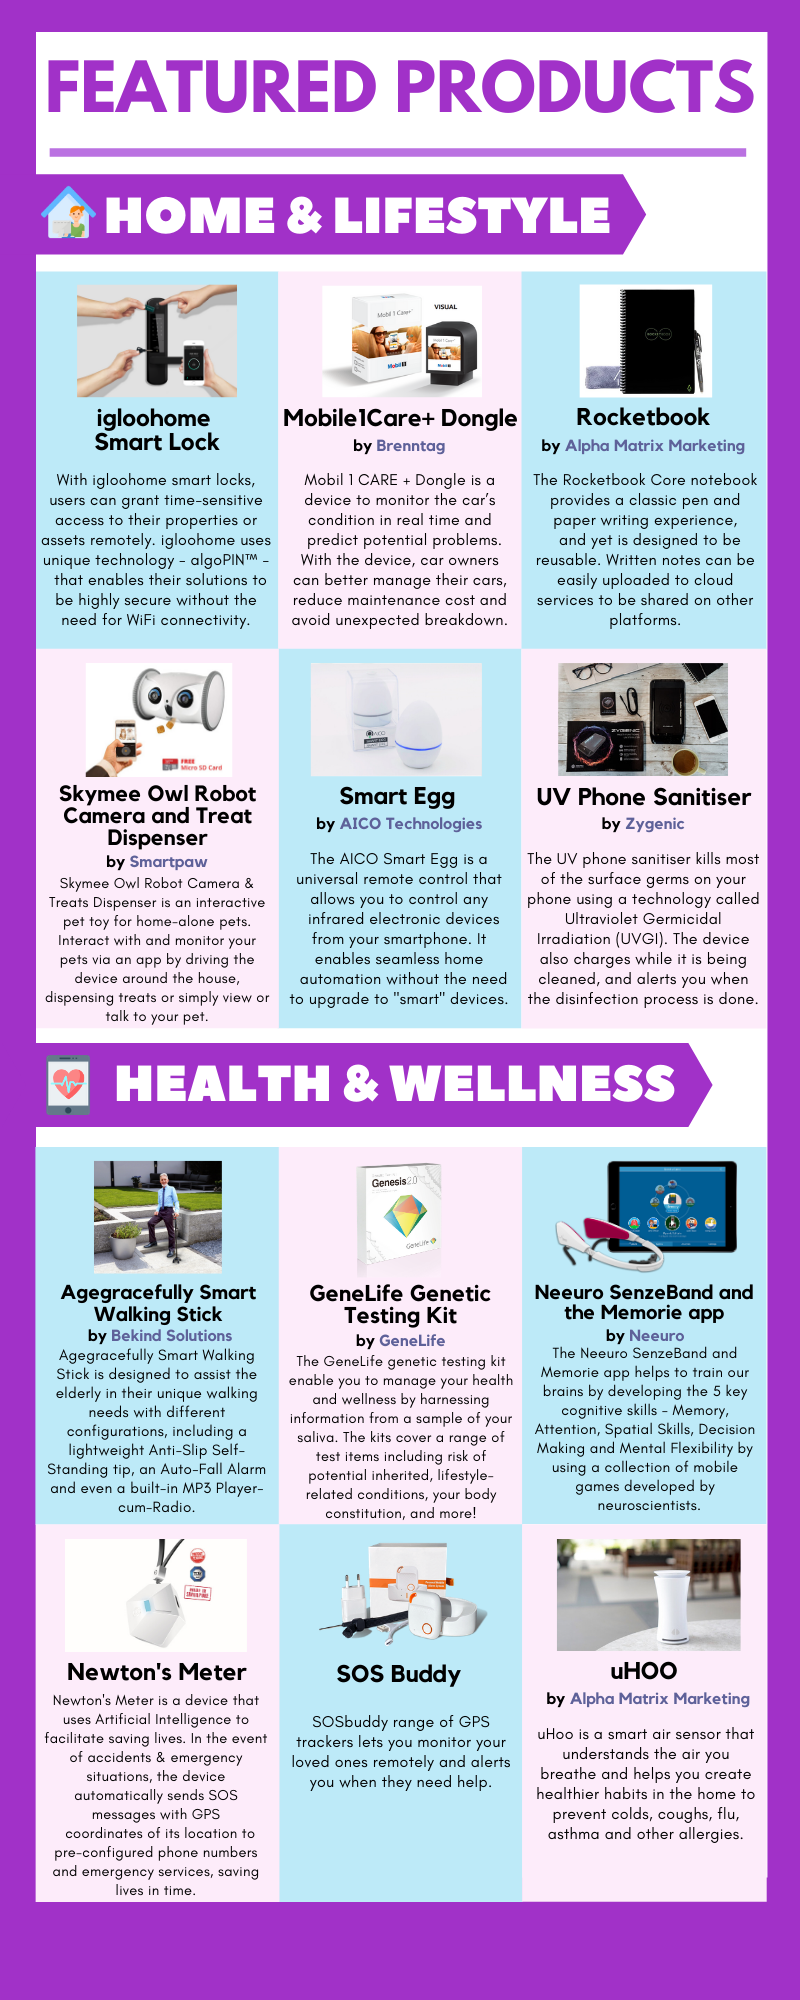 FEATURED PRODUCTS
HOME & LIFESTYLE
igloohome
Smart Lock
With igloohome smart locks,
users can grant time-sensitive
access to their properties or
assets remotely. igloohome uses
unique technology - algoPIN™ -
that enables their solutions to
be highly secure without the
need for WiFi connectivity.
Mobil 1 Care+
VISUAL
Mobil 1 Care+
Mobil 1
Mobile1Care+ Dongle
by Brenntag
Mobil 1 CARE + Dongle is a
device to monitor the car's
condition in real time and
predict potential problems.
With the device, car owners
can better manage their cars,
reduce maintenance cost and
avoid unexpected breakdown.
Rocketbook
by Alpha Matrix Marketing
The Rocketbook Core notebook
provides a classic pen and
paper writing experience,
and yet is designed to be
reusable. Written notes can be
easily uploaded to cloud
services to be shared on other
platforms.
FREE
Micro SD Card
Skymee Owl Robot
Camera and Treat
Dispenser
by Smartpaw
Skymee Owl Robot Camera &
Treats Dispenser is an interactive
pet toy for home-alone pets.
Interact with and monitor your
pets via an app by driving the
device around the house,
dispensing treats or simply view or
talk to your pet.
AICO
Smart Egg
by AICO Technologies
The AICO Smart Egg is a
universal remote control that
allows you to control any
infrared electronic devices
from your smartphone. It
enables seamless home
automation without the need
to upgrade to "smart" devices.
ZYGENIC
UV Phone Sanitiser
by Zygenic
The UV phone sanitiser kills most
of the surface germs on your
phone using a technology called
Ultraviolet Germicidal
Irradiation (UVGI). The device
also charges while it is being
cleaned, and alerts you when
the disinfection process is done.
HEALTH & WELLNESS
Agegracefully Smart
Walking Stick
by Bekind Solutions
Agegracefully Smart Walking
Stick is designed to assist the
elderly in their unique walking
needs with different
configurations, including a
lightweight Anti-Slip Self-
Standing tip, an Auto-Fall Alarm
and even a built-in MP3 Player-
cum-Radio.
Genesis2.0
GeneLife
GeneLife Genetic
Testing Kit
by GeneLife
The GeneLife genetic testing kit
enable you to manage your health
and wellness by harnessing
information from a sample of your
saliva. The kits cover a range of
test items including risk of
potential inherited, lifestyle-
related conditions, your body
constitution, and more!
Neeuro SenzeBand and
the Memorie app
by Neeuro
The Neeuro SenzeBand and
Memorie app helps to train our
brains by developing the 5 key
cognitive skills - Memory,
Attention, Spatial Skills, Decision
Making and Mental Flexibility by
using a collection of mobile
games developed by
neuroscientists.
Newton's Meter
Newton's Meter is a device that
uses Artificial Intelligence to
facilitate saving lives. In the event
of accidents & emergency
situations, the device
automatically sends SOS
messages with GPS
coordinates of its location to
pre-configured phone numbers
and emergency services, saving
lives in time.
SOS Buddy
SOSbuddy range of GPS
trackers lets you monitor your
loved ones remotely and alerts
you when they need help.
uHOO
by Alpha Matrix Marketing
uHoo is a smart air sensor that
understands the air you
breathe and helps you create
healthier habits in the home to
prevent colds, coughs, flu,
asthma and other allergies.